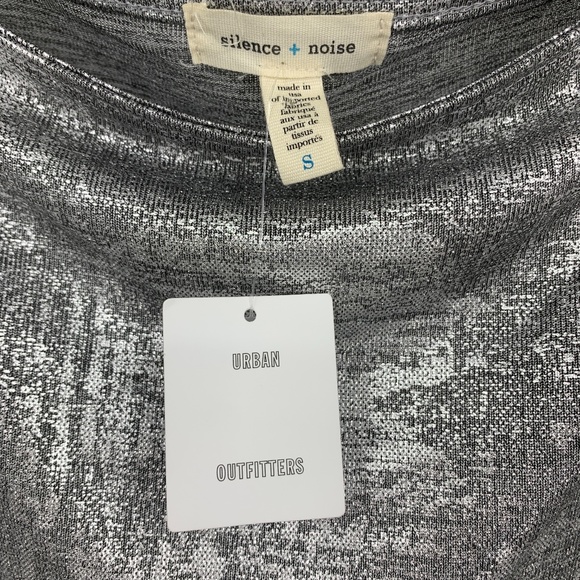 silence + noise
made in
usa
of imported
fabrics
fabriqué
aux usa à
partir de
tissus
importés
S
URBAN
OUTFITTERS